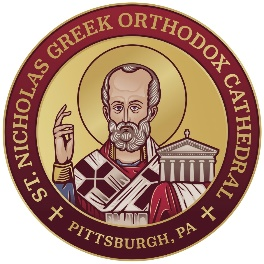 ST. NICHOLAS GREEK ORTHODOX CATHEDRAL
PITTSBURGH, PA